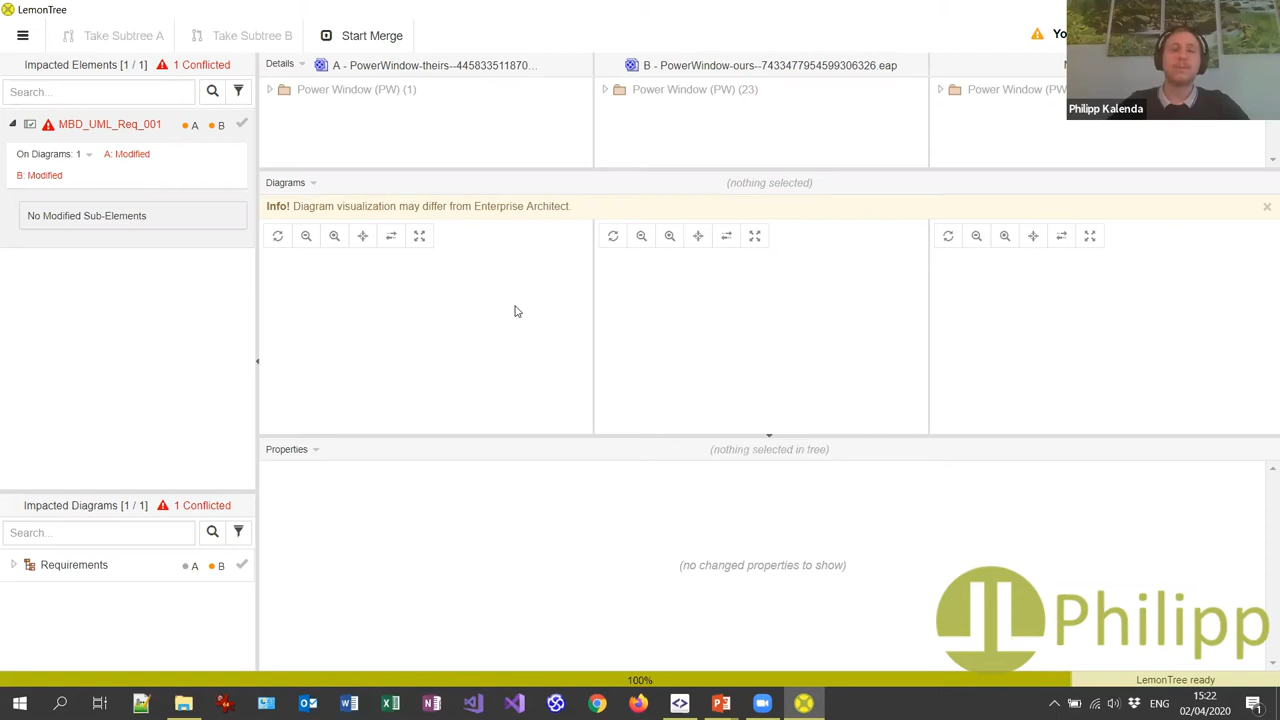 LemonTree
Take Subtree A
Take Subtree B
Start Merge
Yo
Impacted Elements [1 / 1]
1 Conflicted
Search...
MBD_UML_Req_001
A
B
On Diagrams: 1
A: Modified
B: Modified
No Modified Sub-Elements
Details
A - PowerWindow-theirs--445833511870...
B - PowerWindow-ours--7433477954599306326.eap
Power Window (PW) (1)
Power Window (PW) (23)
Power Window (PW
Philipp Kalenda
Diagrams
(nothing selected)
Info! Diagram visualization may differ from Enterprise Architect.
Properties
(nothing selected in tree)
(no changed properties to show)
Impacted Diagrams [1 / 1]
1 Conflicted
Search...
Requirements
A
B
Philipp
100%
LemonTree ready
ENG
15:22
02/04/2020
1